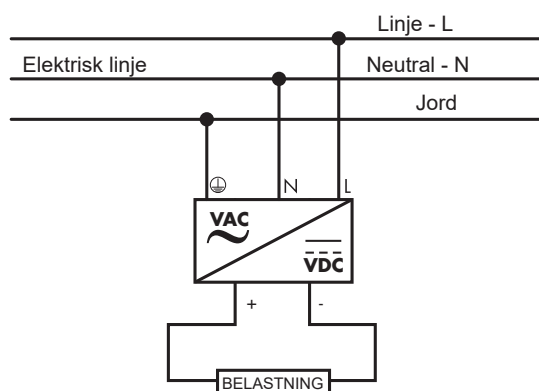 Linje - L
Elektrisk linje
Neutral - N
Jord
N
L
VAC
VDC
+
-
BELASTNING